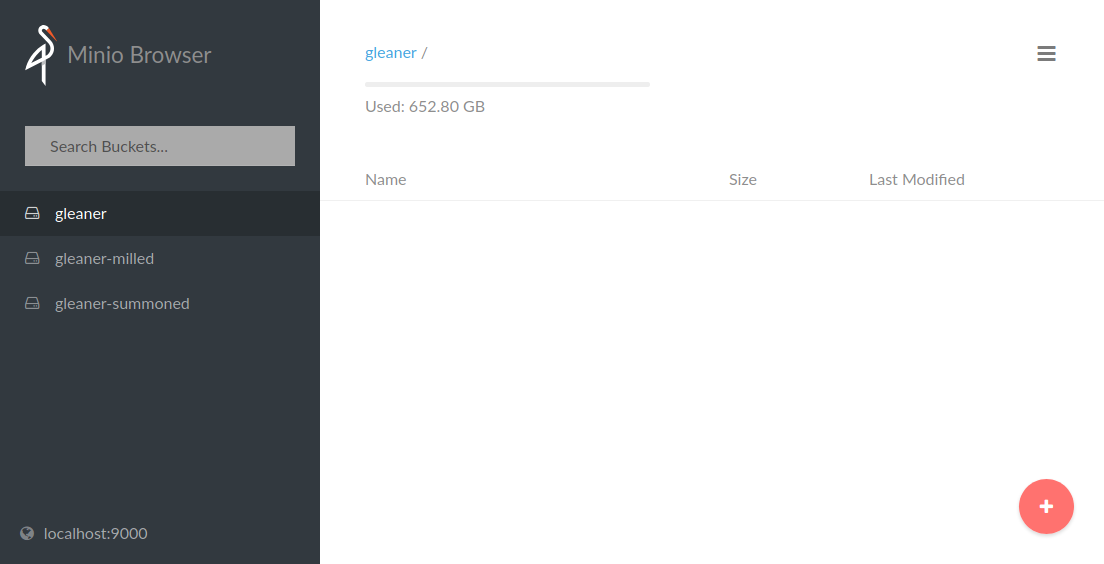 Minio Browser
Search Buckets...
gleaner
gleaner-milled
gleaner-summoned
localhost:9000
gleaner /
Used: 652.80 GB
Name Size Last Modified